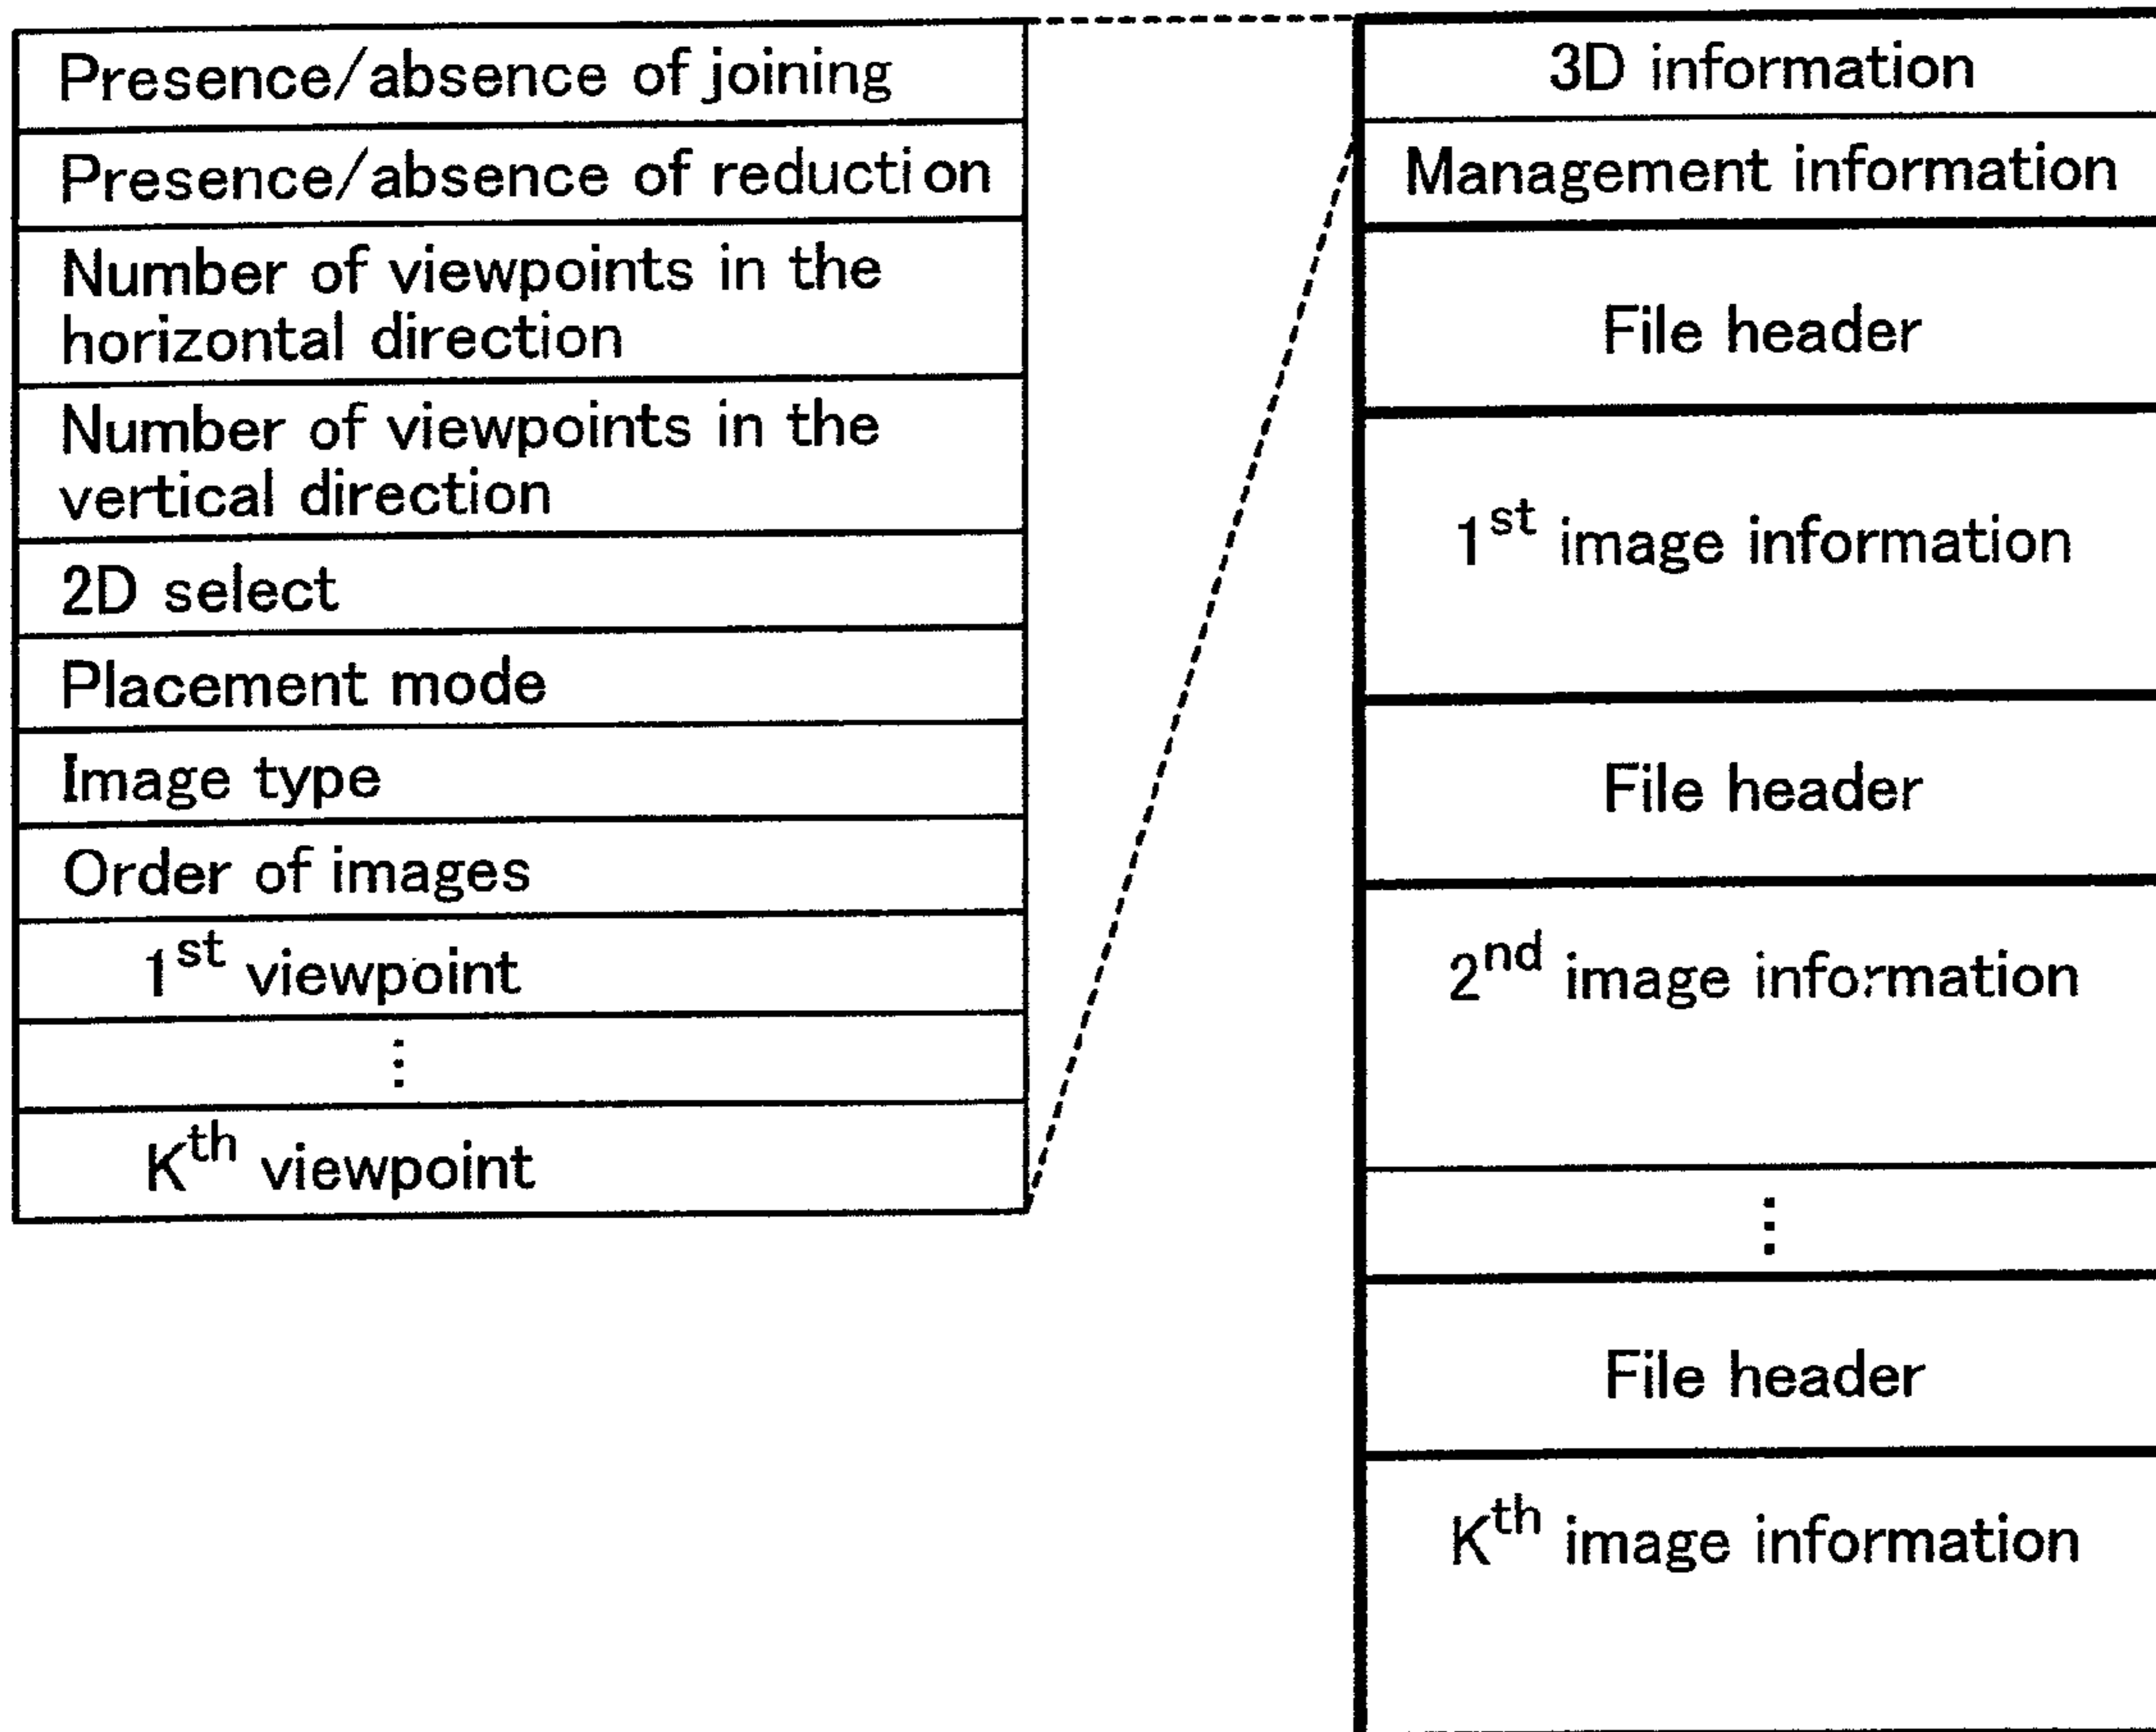 Presence/absence of joining
Presence/absence of reduction
Number of viewpoints in the
horizontal direction
Number of viewpoints in the
vertical direction
2D select
Placement mode
Image type
Order of images
1st viewpoint
⋮
Kth viewpoint
3D information
Management information
File header
1st image information
File header
2nd image information
⋮
File header
Kth image information